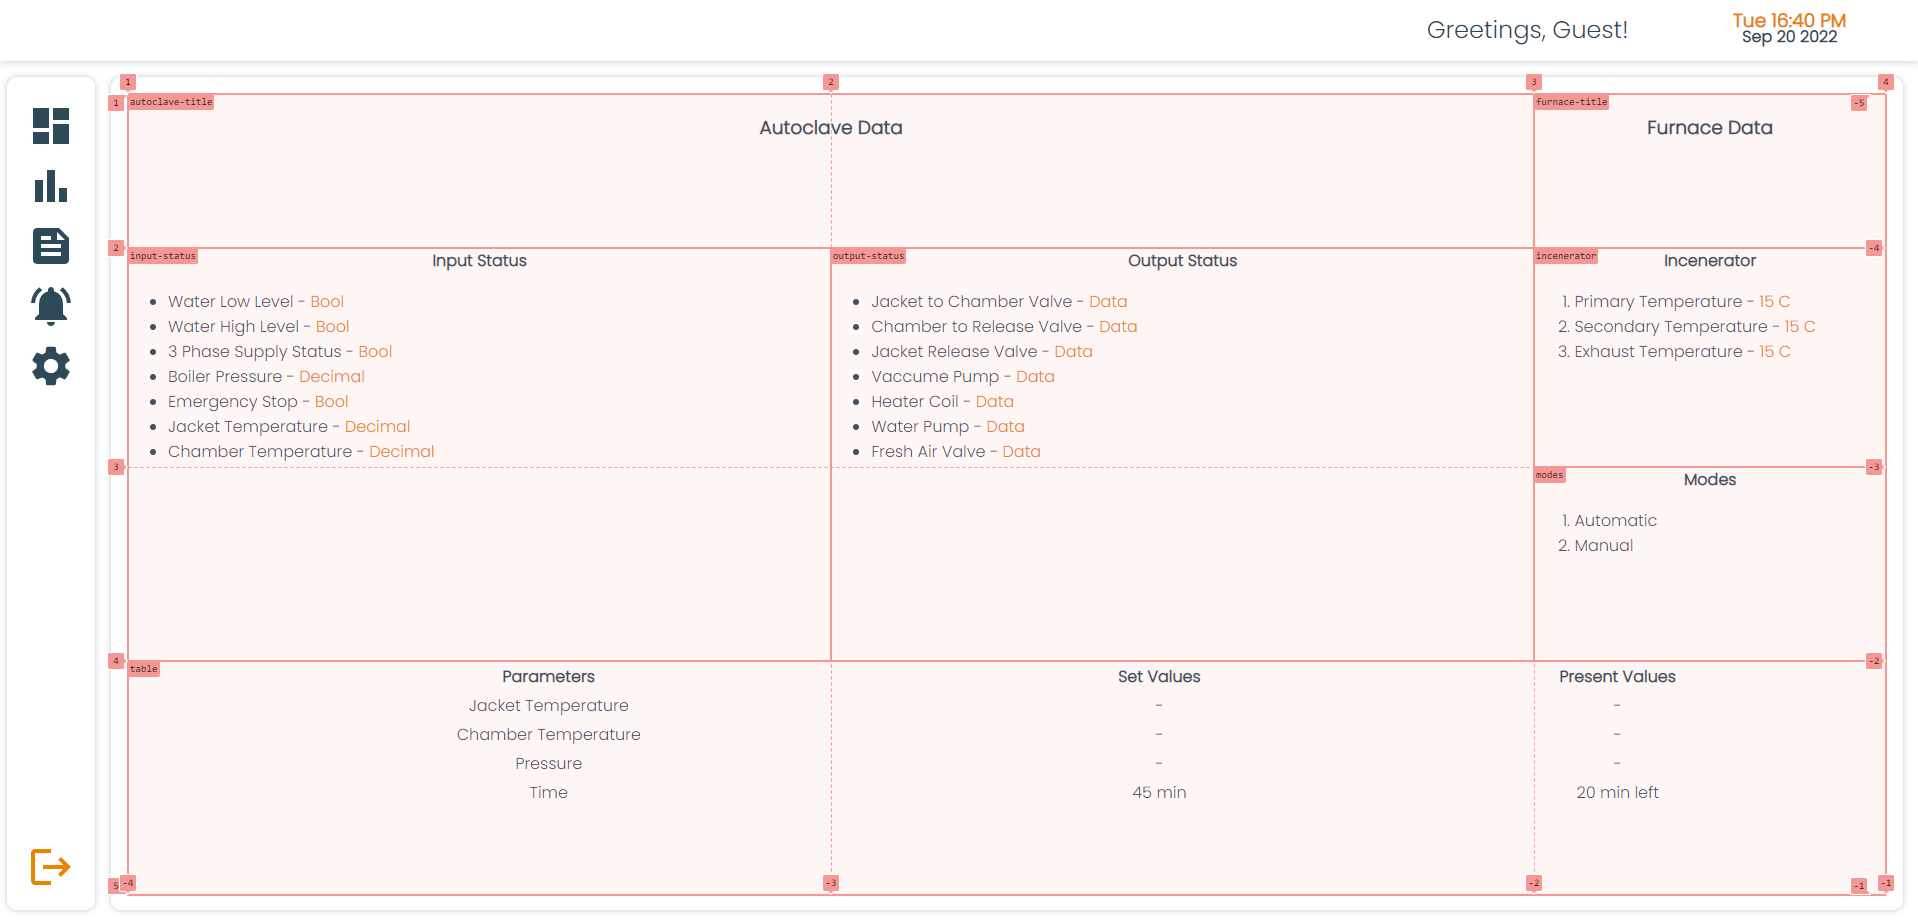 Greetings, Guest!
Tue 16:40 PM
Sep 20 2022
1
2
3
4
1
autoclave-title
furnace-title
-5
Autoclave Data
Furnace Data
2
-4
input-status
Input Status
output-status
Output Status
incenerator
Incenerator
Water Low Level - Bool
Water High Level - Bool
3 Phase Supply Status - Bool
Boiler Pressure - Decimal
Emergency Stop - Bool
Jacket Temperature - Decimal
Chamber Temperature - Decimal
Jacket to Chamber Valve - Data
Chamber to Release Valve - Data
Jacket Release Valve - Data
Vaccume Pump - Data
Heater Coil - Data
Water Pump - Data
Fresh Air Valve - Data
1. Primary Temperature - 15 C
2. Secondary Temperature - 15 C
3. Exhaust Temperature - 15 C
3
-3
modes
Modes
1. Automatic
2. Manual
4
-2
table
Parameters Set Values Present Values
Jacket Temperature - -
Chamber Temperature - -
Pressure - -
Time 45 min 20 min left
5
-4
-3
-2
-1
-1